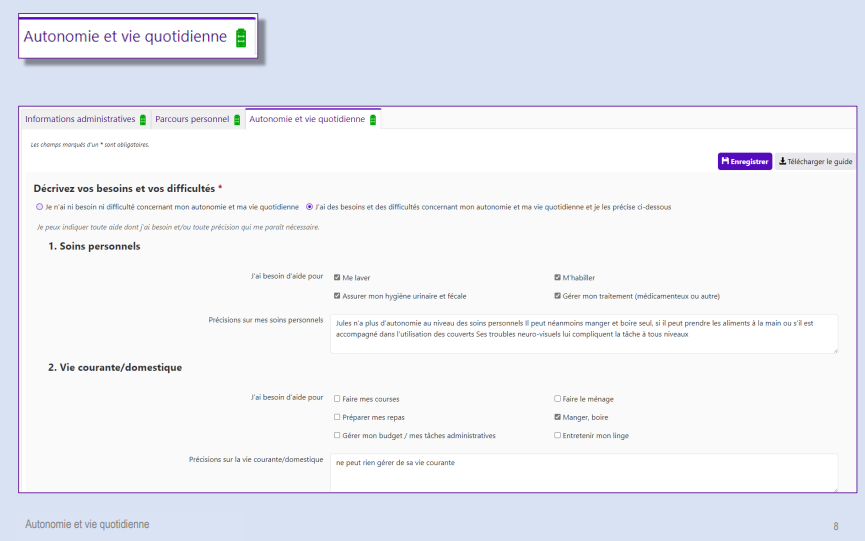 Autonomie et vie quotidienne
Informations administratives Parcours personnel Autonomie et vie quotidienne
Les champs marqués d'un * sont obligatoires.
Enregistrer Télécharger le guide
Décrivez vos besoins et vos difficultés *
Je n'ai ni besoin ni difficulté concernant mon autonomie et ma vie quotidienne J'ai des besoins et des difficultés concernant mon autonomie et ma vie quotidienne et je les précise ci-dessous
Je peux indiquer toute aide dont j'ai besoin et/ou toute précision qui me paraît nécessaire.
1. Soins personnels
J'ai besoin d'aide pour Me laver M'habiller
Assurer mon hygiène urinaire et fécale Gérer mon traitement (médicamenteux ou autre)
Précisions sur mes soins personnels Jules n'a plus d'autonomie au niveau des soins personnels Il peut néanmoins manger et boire seul, si il peut prendre les aliments à la main ou s'il est
accompagné dans l'utilisation des couverts Ses troubles neuro-visuels lui compliquent la tâche à tous niveaux
2. Vie courante/domestique
J'ai besoin d'aide pour Faire mes courses Faire le ménage
Préparer mes repas Manger, boire
Gérer mon budget / mes tâches administratives Entretenir mon linge
Précisions sur la vie courante/domestique ne peut rien gérer de sa vie courante
Autonomie et vie quotidienne 8